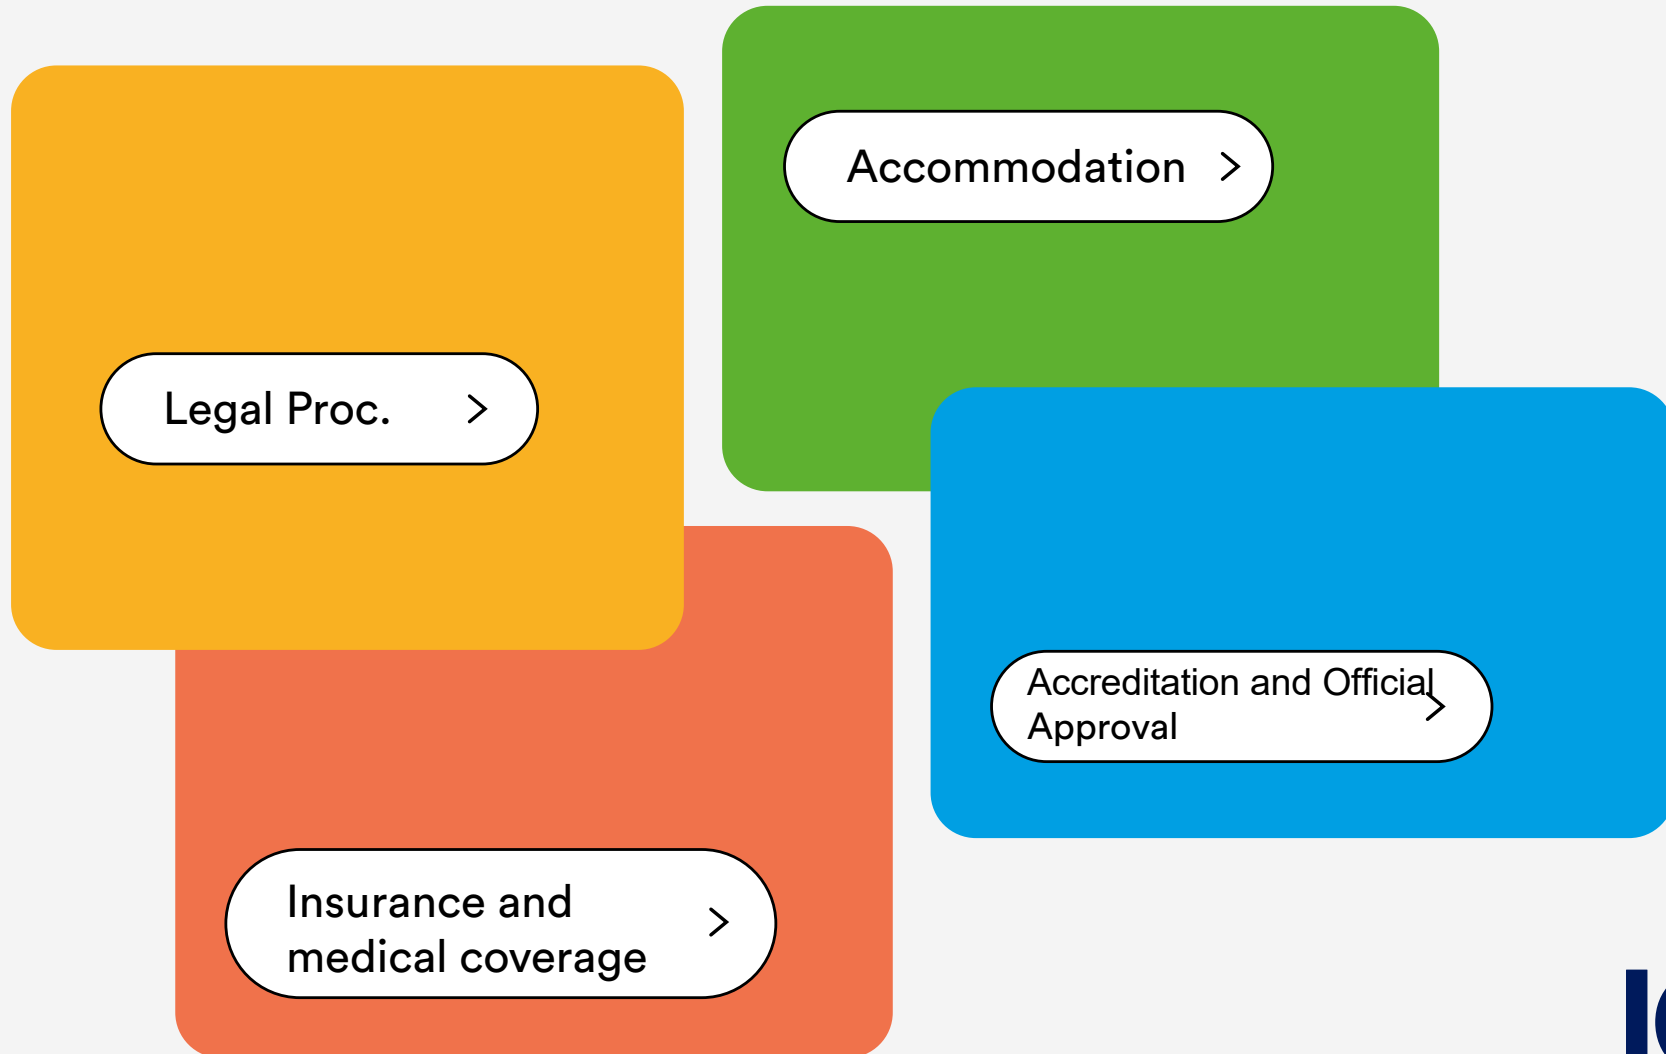 Accommodation
Legal Proc.
Accreditation and Official
Approval
Insurance and
medical coverage